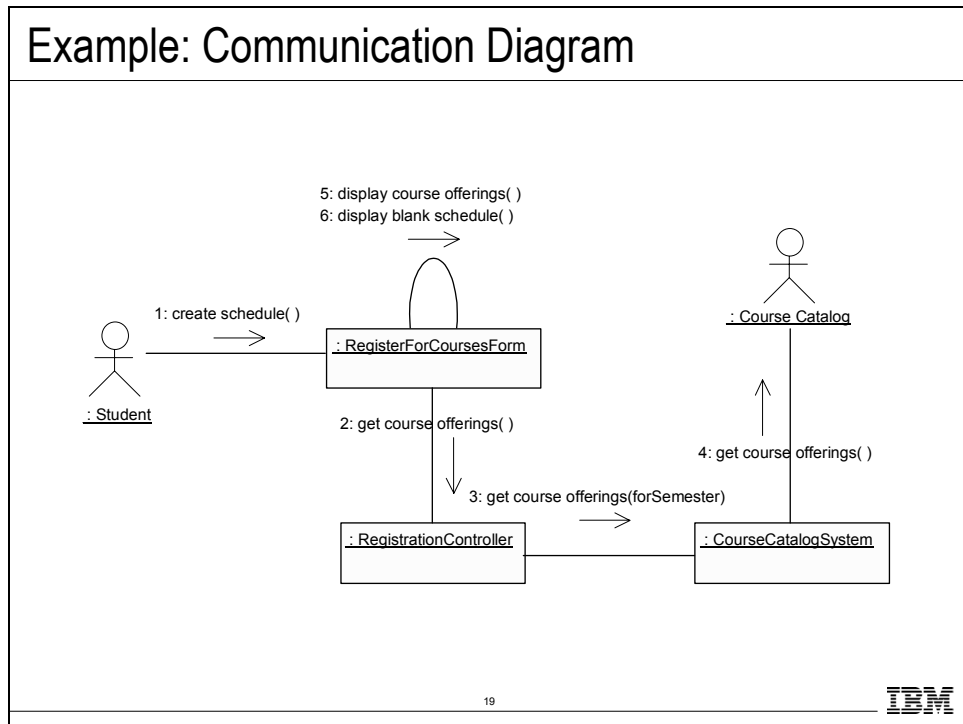 Example: Communication Diagram
5: display course offerings( )
6: display blank schedule( )
1: create schedule( )
: Course Catalog
: RegisterForCoursesForm
: Student
2: get course offerings( )
4: get course offerings( )
3: get course offerings(forSemester)
: RegistrationController
: CourseCatalogSystem
19
IBM